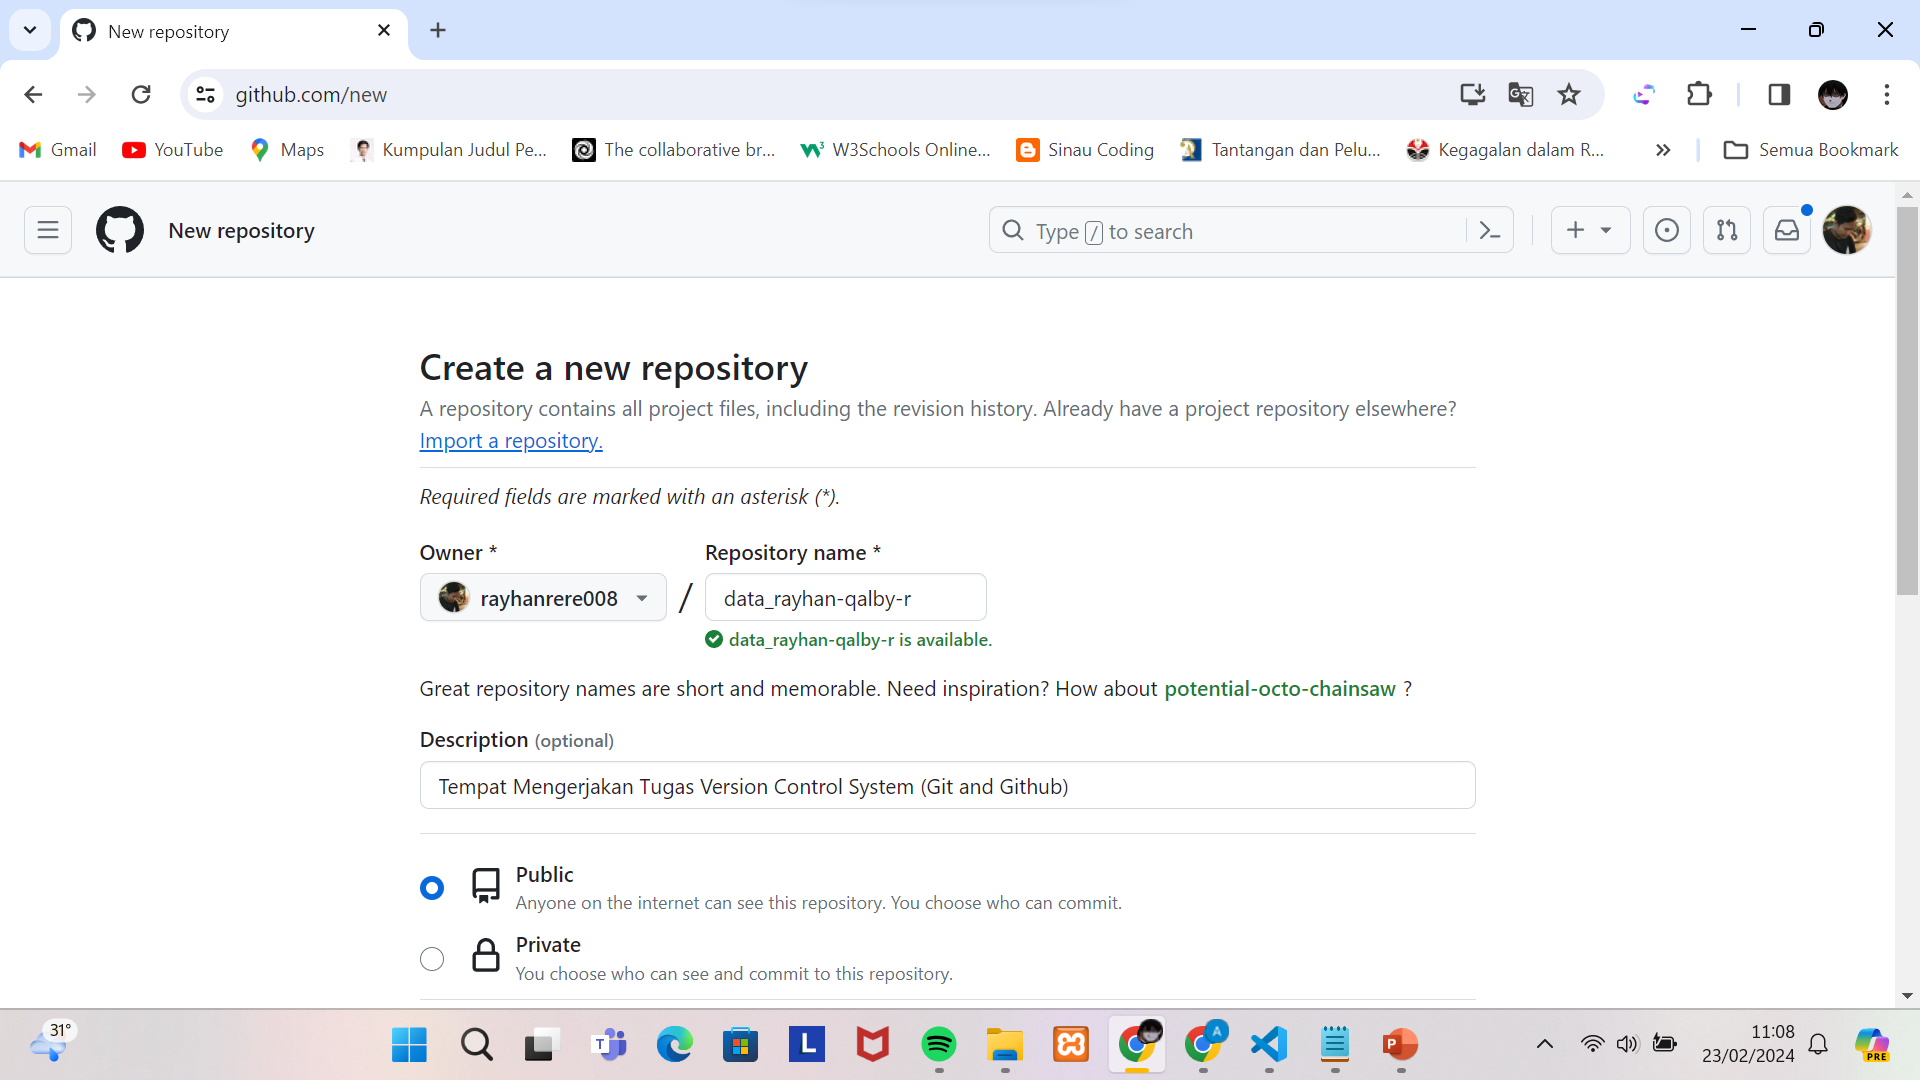 New repository
github.com/new
Gmail
YouTube
Maps
Kumpulan Judul Pe...
The collaborative br...
W3Schools Online...
Sinau Coding
Tantangan dan Pelu...
Kegagalan dalam R...
Semua Bookmark
New repository
Type / to search
Create a new repository
A repository contains all project files, including the revision history. Already have a project repository elsewhere?
Import a repository.
Required fields are marked with an asterisk (*).
Owner *
Repository name *
rayhanrere008
/
data_rayhan-qalby-r
data_rayhan-qalby-r is available.
Great repository names are short and memorable. Need inspiration? How about potential-octo-chainsaw ?
Description (optional)
Tempat Mengerjakan Tugas Version Control System (Git and Github)
Public
Anyone on the internet can see this repository. You choose who can commit.
Private
You choose who can see and commit to this repository.
31°
11:08
23/02/2024
PRE